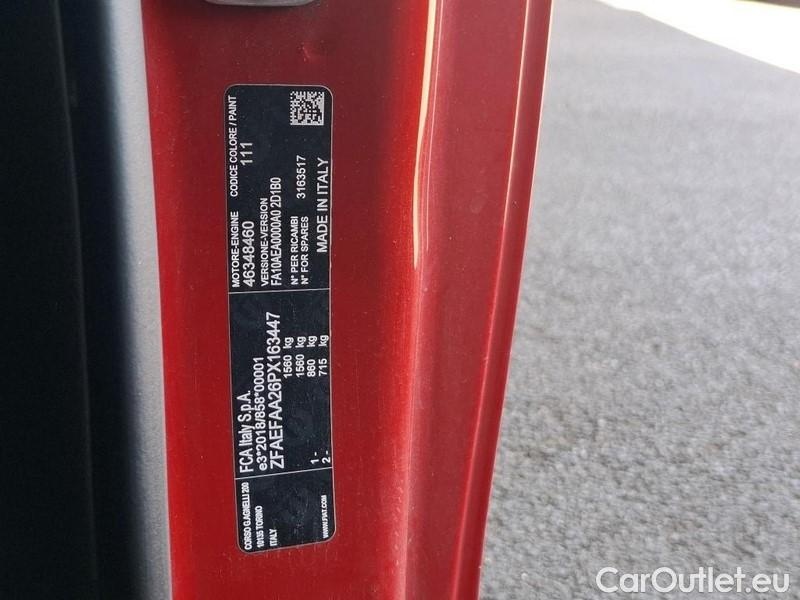 CORSO G.AGNELLI 200
10135 TORINO
ITALY
WWW.FIAT.COM
FCA Italy S.p.A.
e3*2018/858*00001
ZFAEFAA26PX163447
1560 kg
1560 kg
1- 860 kg
2- 715 kg
MOTORE-ENGINE
46348460
CODICE COLORE / PAINT
111
VERSIONE-VERSION
FA10AEA0000A0 2D1B0
N° PER RICAMBI
N° FOR SPARES
3163517
MADE IN ITALY
CarOutlet.eu